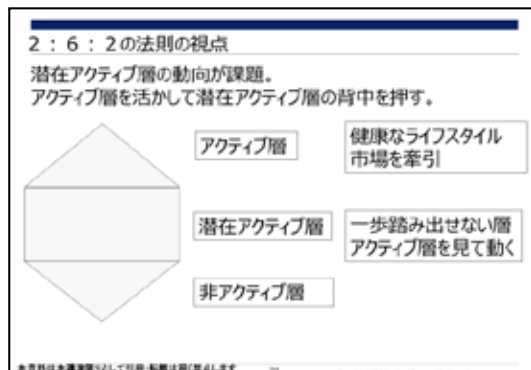 2:6:2の法則の視点
潜在アクティブ層の動向が課題。
アクティブ層を活かして潜在アクティブ層の背中を押す。
アクティブ層
健康なライフスタイル
市場を牽引
潜在アクティブ層
一歩踏み出せない層
アクティブ層を見て動く
非アクティブ層